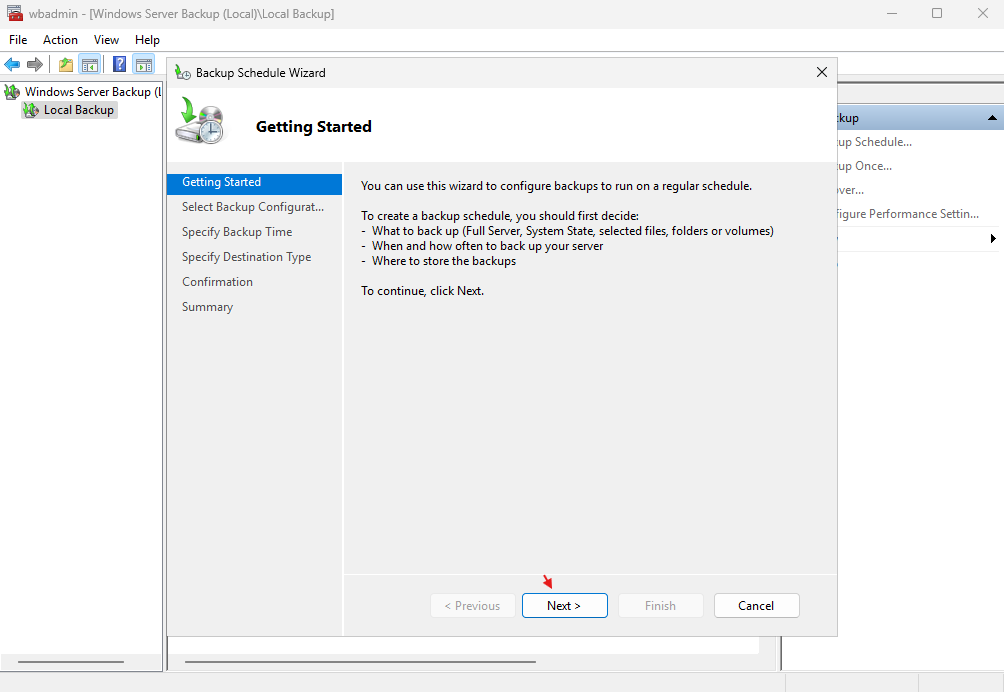 wbadmin - [Windows Server Backup (Local)\Local Backup]
File Action View Help
Windows Server Backup (L
Local Backup
Backup Schedule Wizard
Getting Started
Getting Started
Select Backup Configurat...
Specify Backup Time
Specify Destination Type
Confirmation
Summary
You can use this wizard to configure backups to run on a regular schedule.
To create a backup schedule, you should first decide:
- What to back up (Full Server, System State, selected files, folders or volumes)
- When and how often to back up your server
- Where to store the backups
To continue, click Next.
< Previous
Next >
Finish
Cancel
kup
up Schedule...
up Once...
ver...
figure Performance Settin...